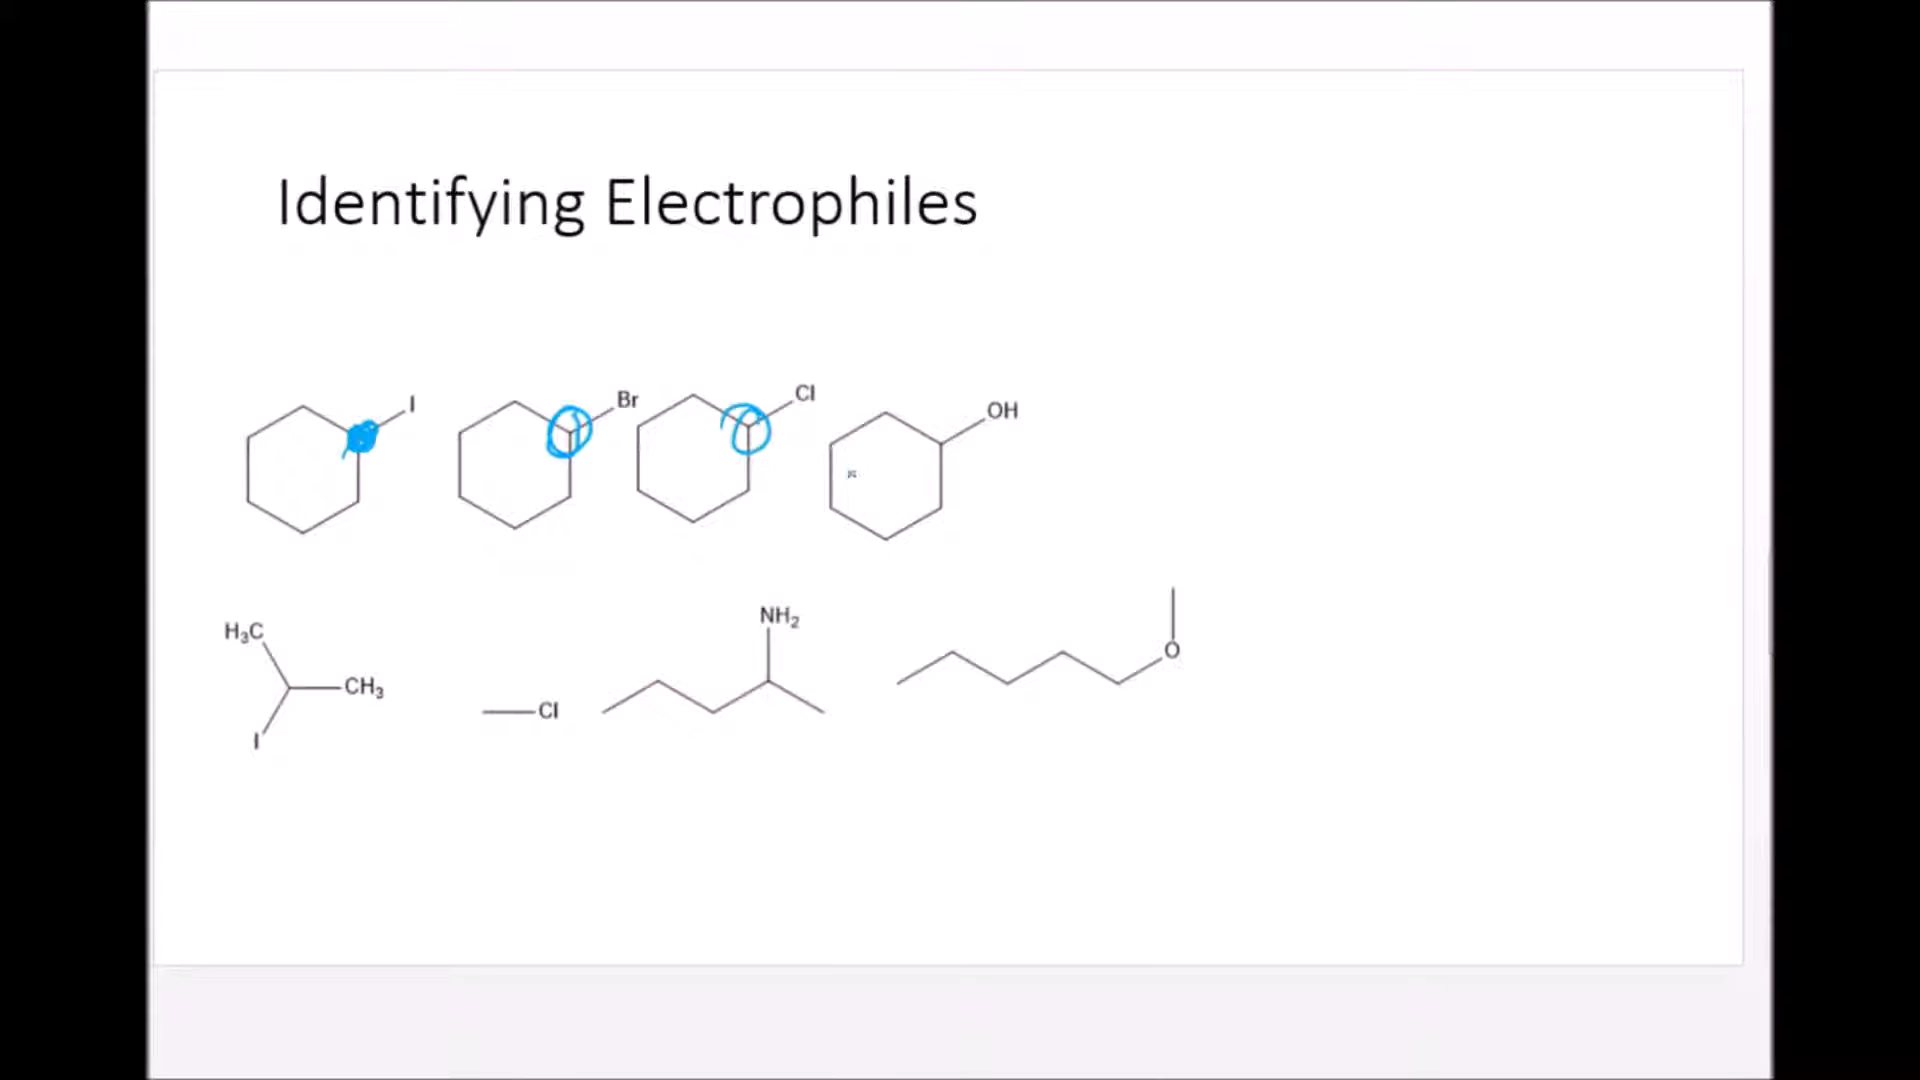 Identifying Electrophiles
I
Br
Cl
OH
H₃C
CH₃
I
Cl
NH₂
O